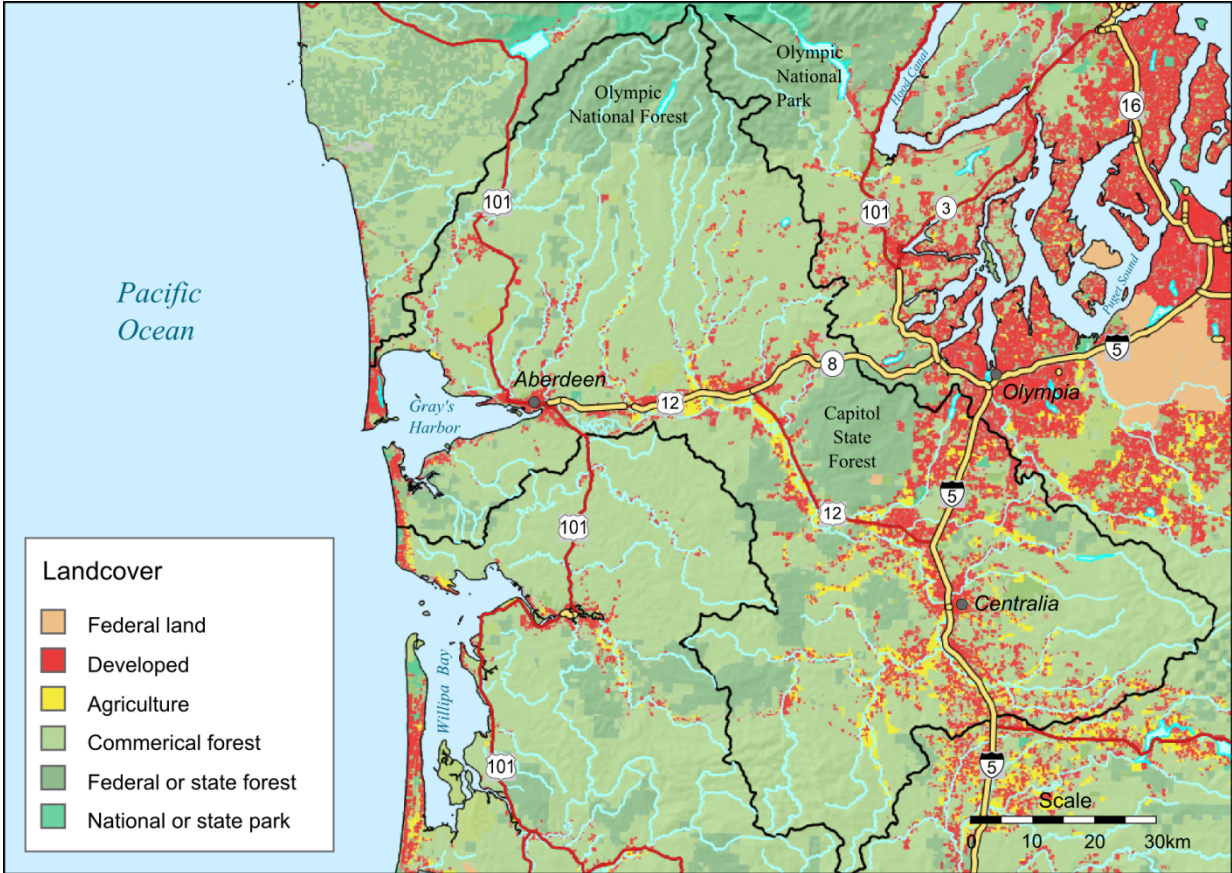 Olympic
National
Park
Olympic
National Forest
Hood Canal
16
101
101
3
Pacific
Ocean
Puget Sound
5
8
Aberdeen
12
Olympia
Gray's
Harbor
Capitol
State
Forest
5
12
101
Centralia
Willipa Bay
101
5
Landcover
Federal land
Developed
Agriculture
Commerical forest
Federal or state forest
National or state park
Scale
0 10 20 30km